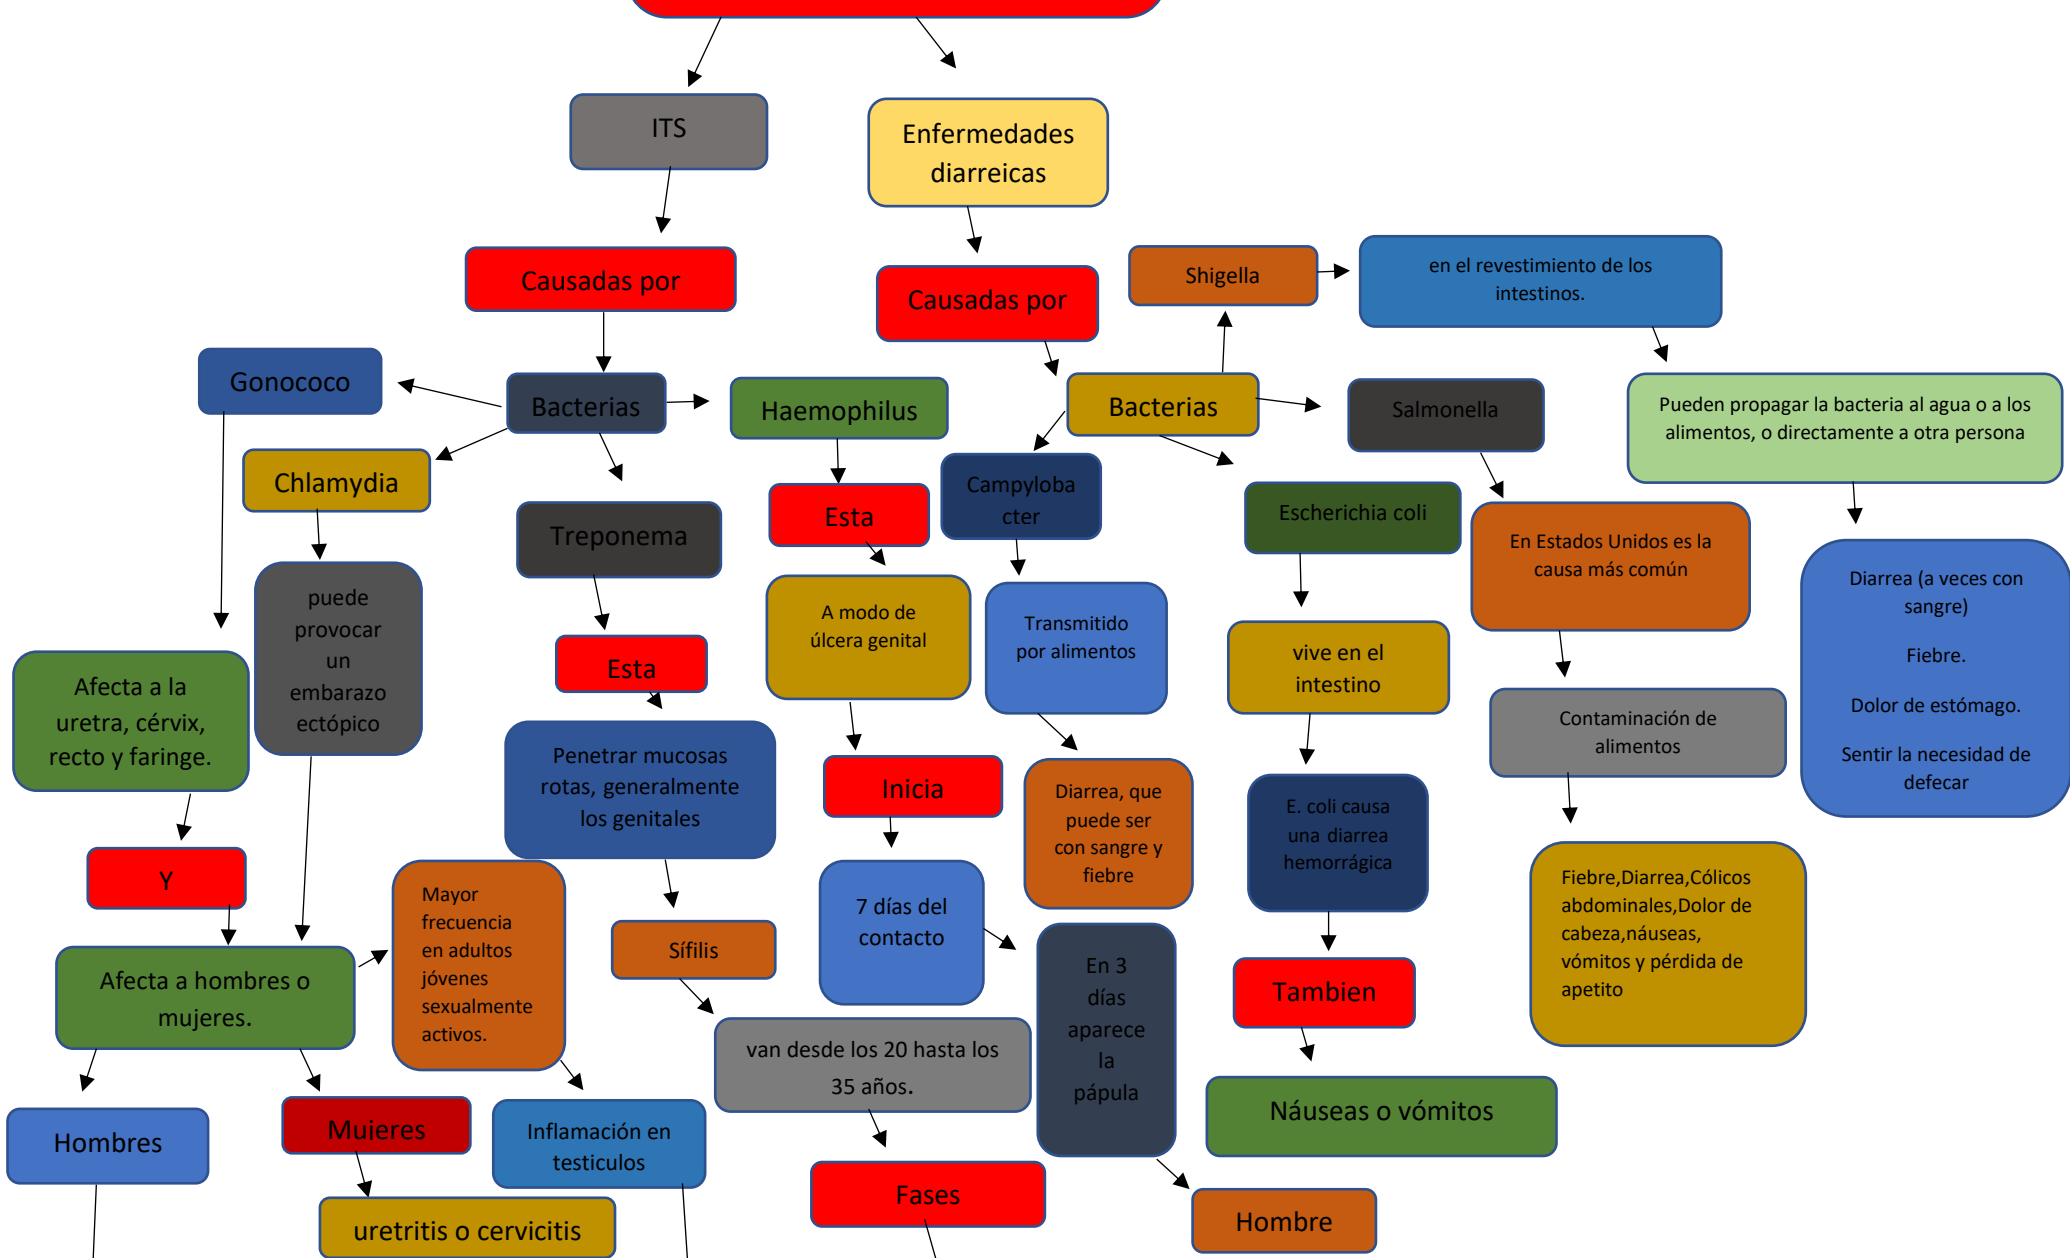 ITS
Enfermedades
diarreicas
Causadas por
Causadas por
Shigella
en el revestimiento de los
intestinos.
Gonococo
Bacterias
Haemophilus
Bacterias
Salmonella
Pueden propagar la bacteria al agua o a los
alimentos, o directamente a otra persona
Chlamydia
Treponema
Esta
Campyloba
cter
Escherichia coli
En Estados Unidos es la
causa más común
Diarrea (a veces con
sangre)
Fiebre.
Dolor de estómago.
Sentir la necesidad de
defecar
puede
provocar
un
embarazo
ectópico
A modo de
úlcera genital
Transmitido
por alimentos
vive en el
intestino
Afecta a la
uretra, cérvix,
recto y faringe.
Esta
Contaminación de
alimentos
Penetrar mucosas
rotas, generalmente
los genitales
Inicia
Diarrea, que
puede ser
con sangre y
fiebre
E. coli causa
una diarrea
hemorrágica
Y
Mayor
frecuencia
en adultos
jóvenes
sexualmente
activos.
7 días del
contacto
Fiebre,Diarrea,Cólicos
abdominales,Dolor de
cabeza,náuseas,
vómitos y pérdida de
apetito
Sífilis
En 3
días
aparece
la
pápula
Tambien
Afecta a hombres o
mujeres.
van desde los 20 hasta los
35 años.
Náuseas o vómitos
Hombres
Mujeres
Inflamación en
testiculos
Fases
Hombre
uretritis o cervicitis